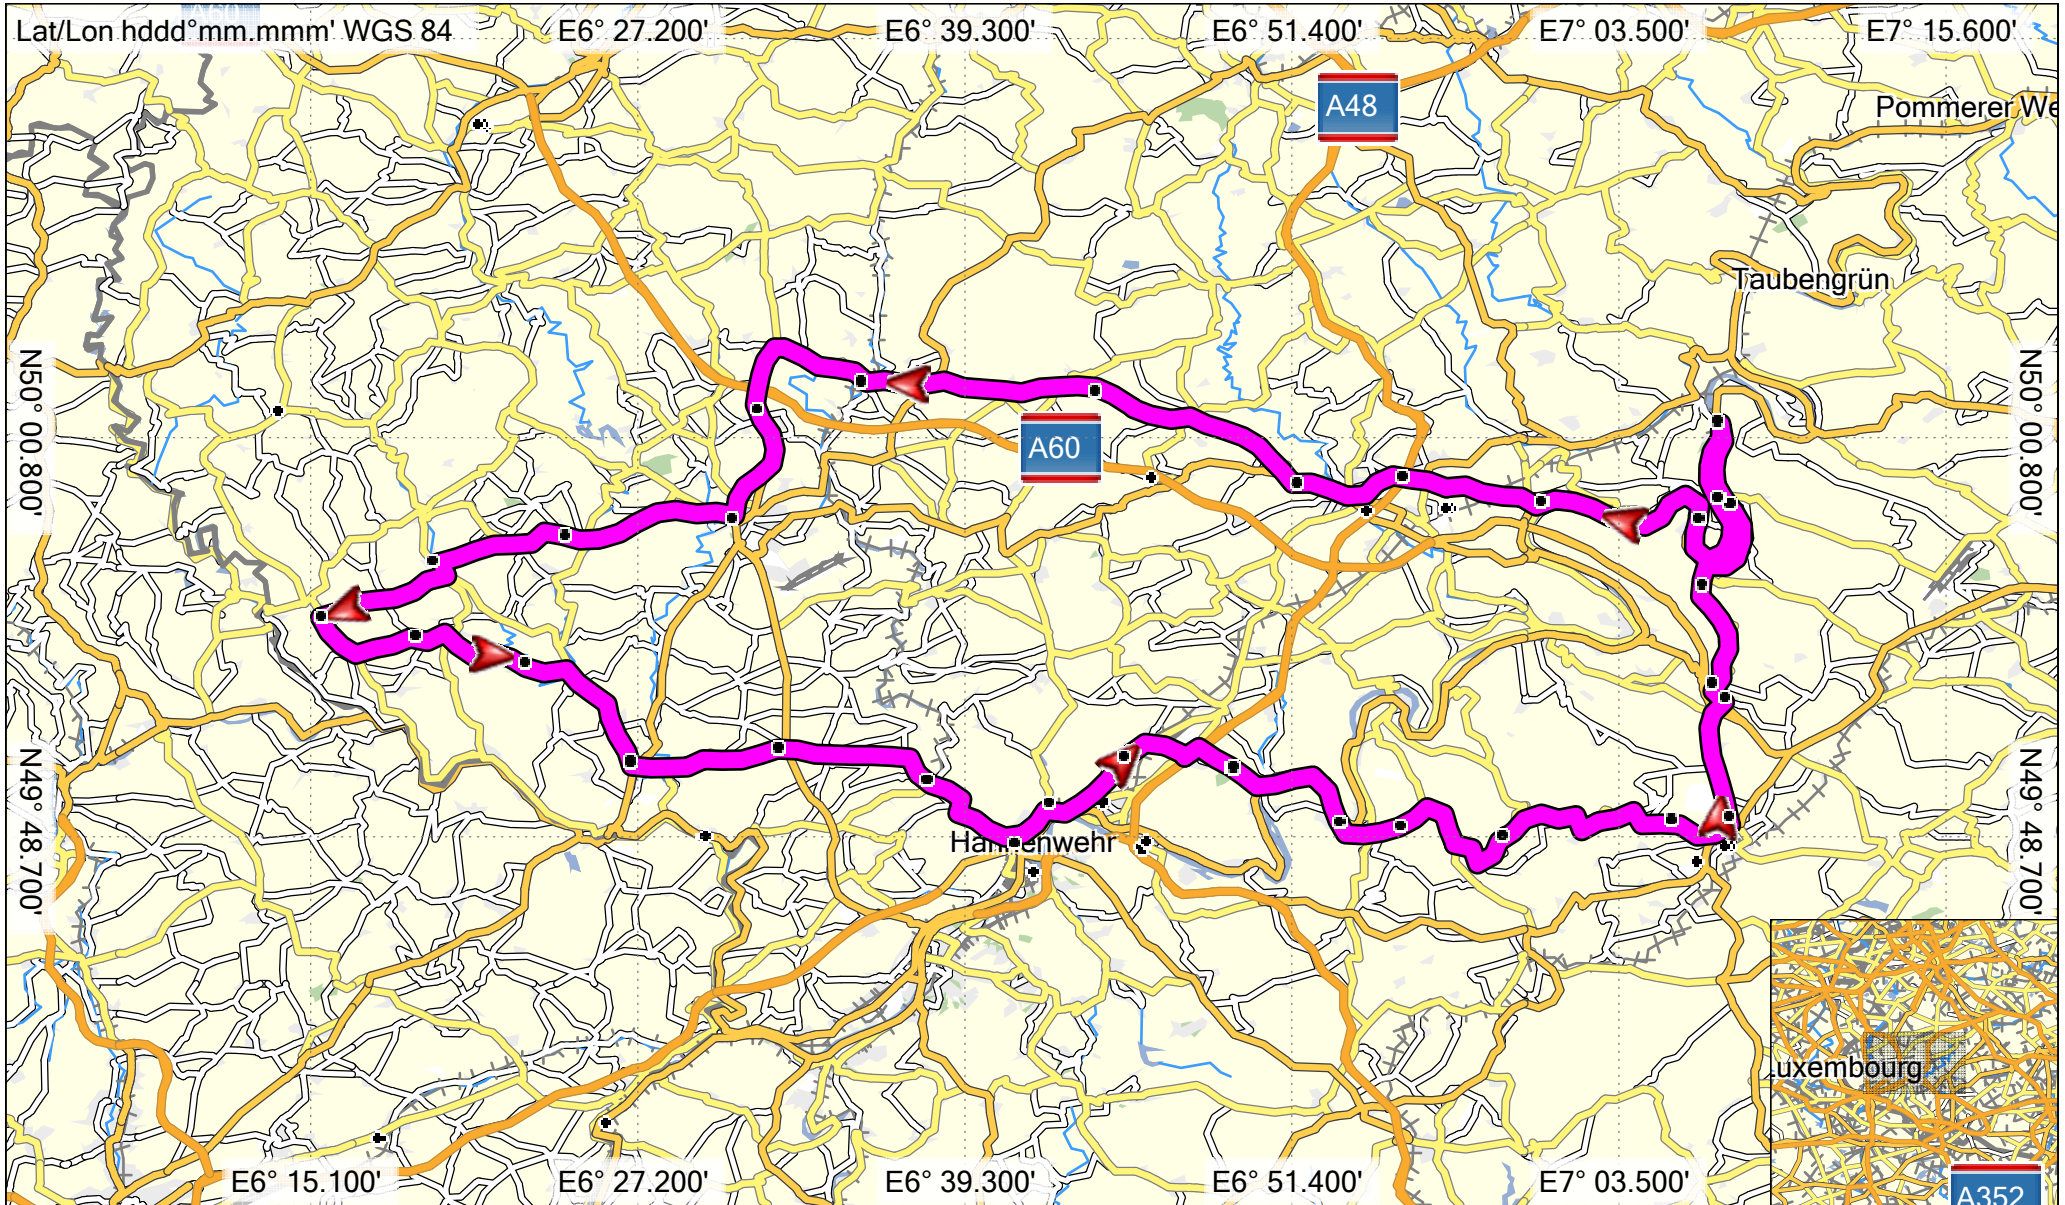 Lat/Lon hddd°mm.mmm' WGS 84
E6° 27.200'
E6° 39.300'
E6° 51.400'
E7° 03.500'
E7° 15.600'
A48
Pommerer We
Taubengrün
N50° 00.800'
N50° 00.800'
A60
N49° 48.700'
N49° 48.700'
uxembourg
E6° 15.100'
E6° 27.200'
E6° 39.300'
E6° 51.400'
E7° 03.500'
A352